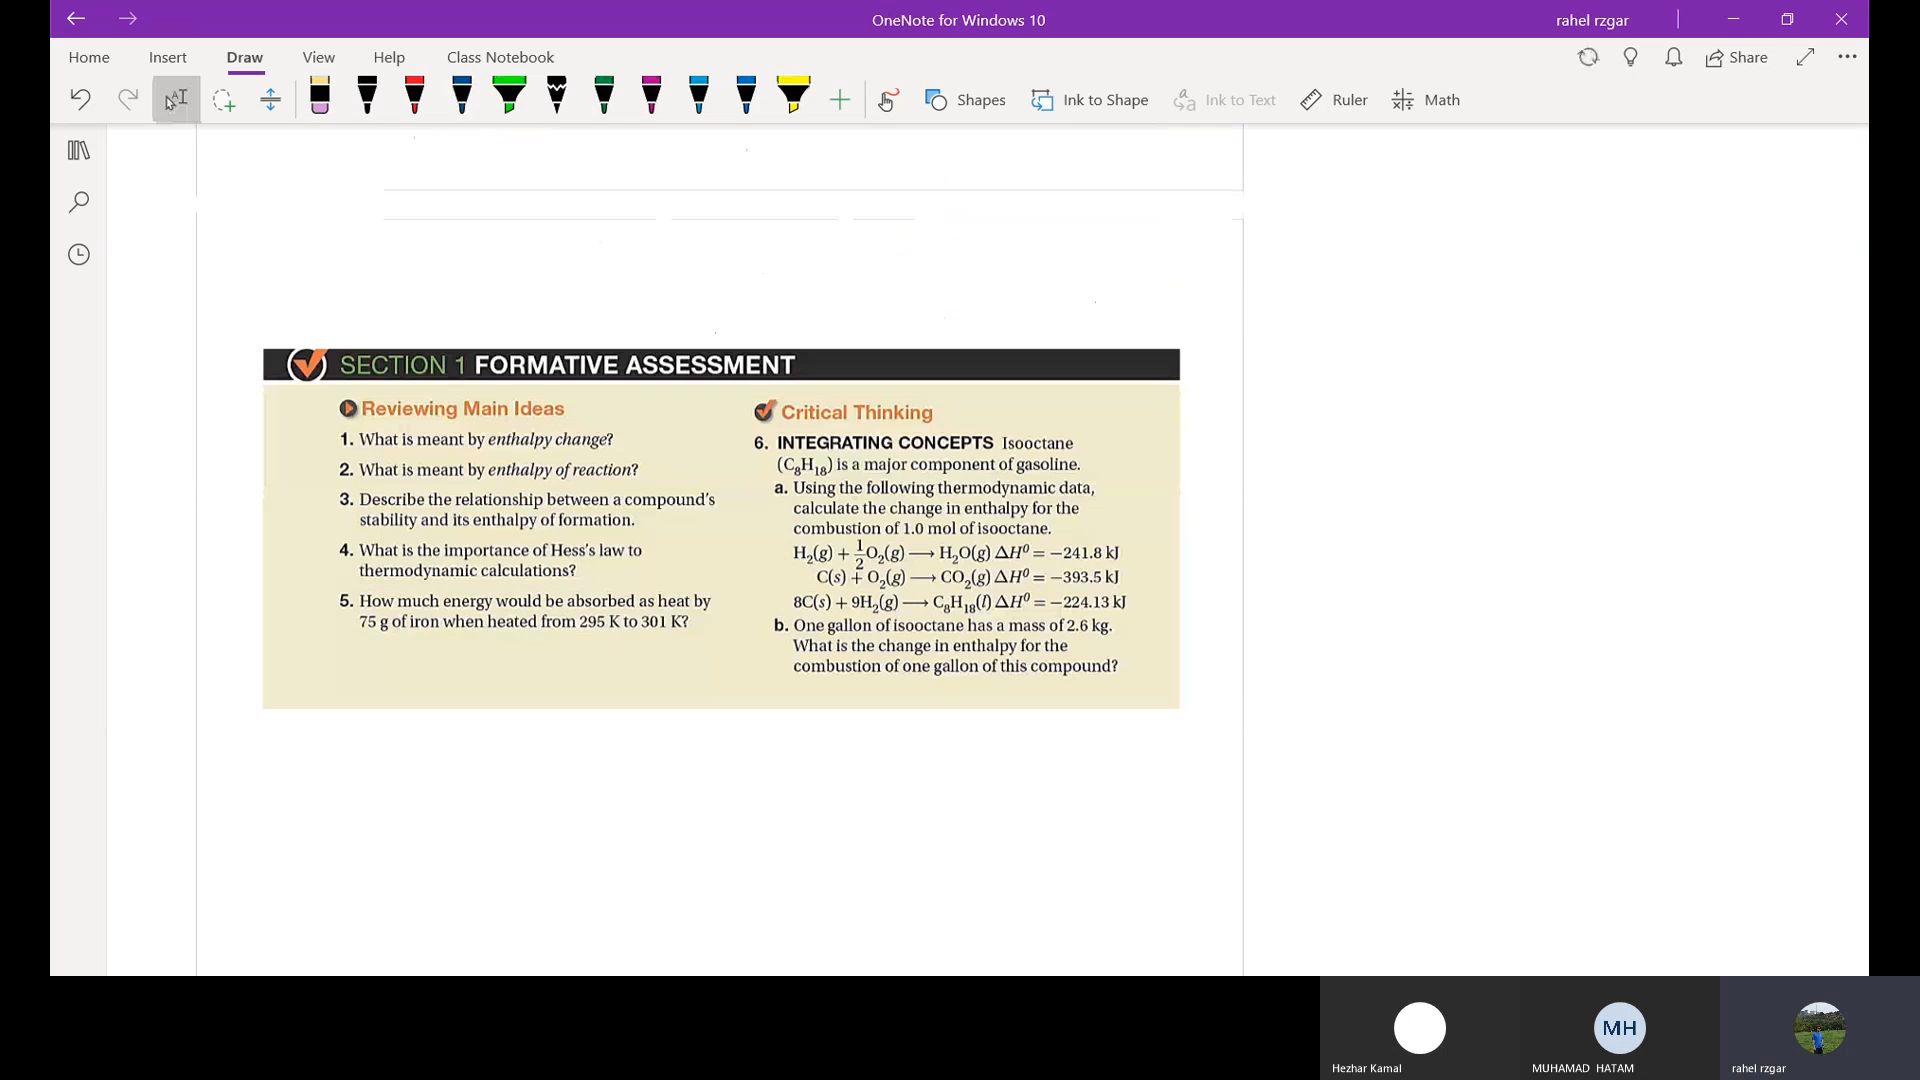 OneNote for Windows 10
rahel rzgar
Home Insert Draw View Help Class Notebook
Share
Shapes Ink to Shape Ink to Text Ruler Math
SECTION 1 FORMATIVE ASSESSMENT
Reviewing Main Ideas
1. What is meant by enthalpy change?
2. What is meant by enthalpy of reaction?
3. Describe the relationship between a compound's
stability and its enthalpy of formation.
4. What is the importance of Hess's law to
thermodynamic calculations?
5. How much energy would be absorbed as heat by
75 g of iron when heated from 295 K to 301 K?
Critical Thinking
6. INTEGRATING CONCEPTS Isooctane
(C₈H₁₈) is a major component of gasoline.
a. Using the following thermodynamic data,
calculate the change in enthalpy for the
combustion of 1.0 mol of isooctane.
H₂(g) + 1/2 O₂(g) ⟶ H₂O(g) ΔH⁰ = −241.8 kJ
C(s) + O₂(g) ⟶ CO₂(g) ΔH⁰ = −393.5 kJ
8C(s) + 9H₂(g) ⟶ C₈H₁₈(l) ΔH⁰ = −224.13 kJ
b. One gallon of isooctane has a mass of 2.6 kg.
What is the change in enthalpy for the
combustion of one gallon of this compound?
MH
Hezhar Kamal MUHAMAD HATAM rahel rzgar